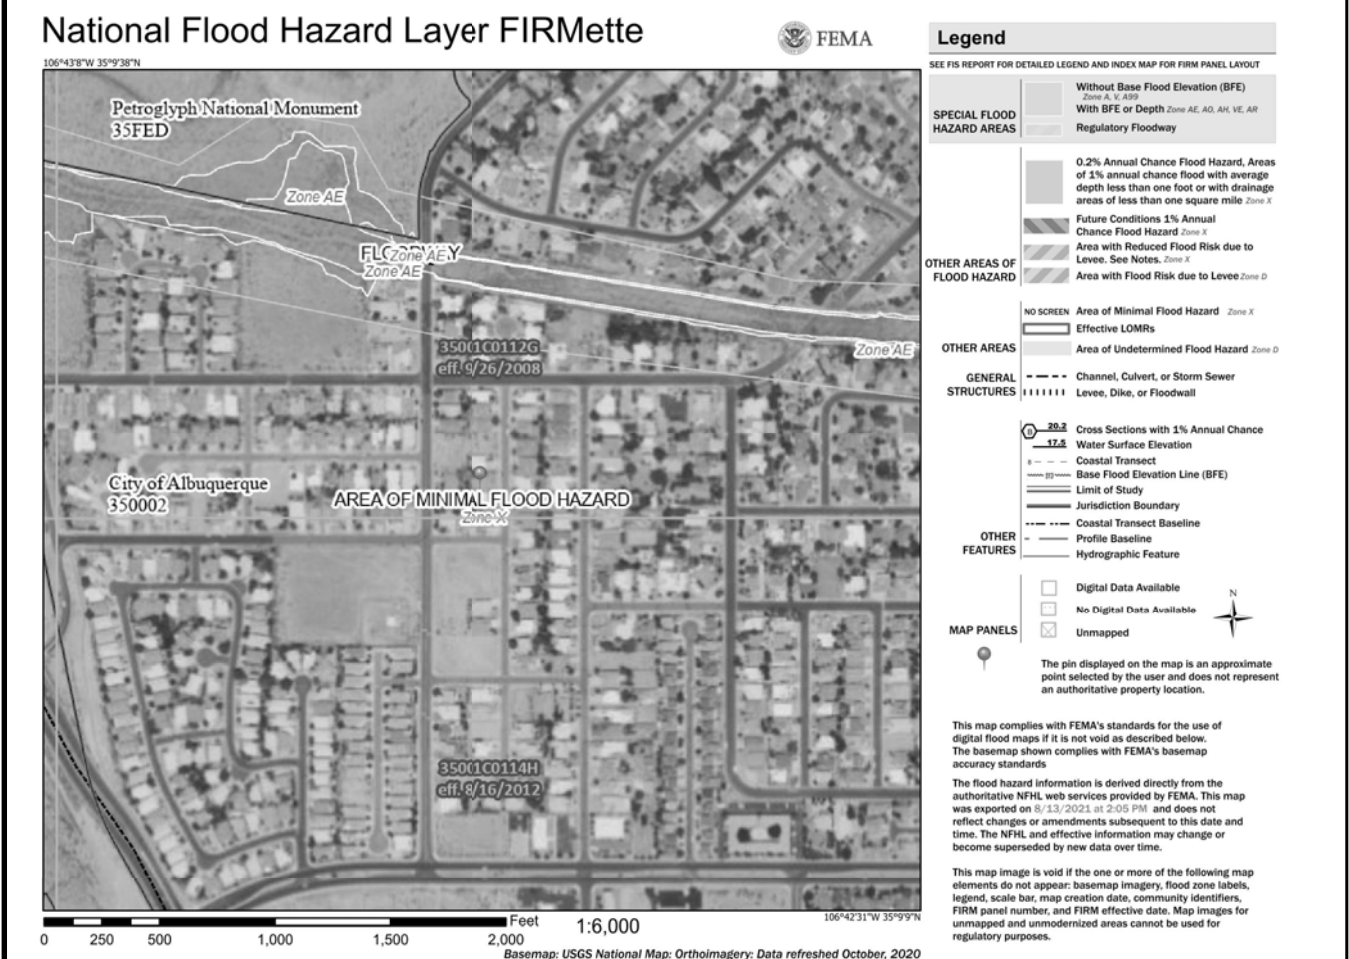 National Flood Hazard Layer FIRMette
FEMA
106°43'8"W 35°9'38"N
Petroglyph National Monument
35FED
Zone AE
FLOODWAY
Zone AE
Zone AE
Zone AE
35001C0112G
eff. 9/26/2008
City of Albuquerque
350002
AREA OF MINIMAL FLOOD HAZARD
Zone X
35001C0114H
eff. 8/16/2012
106°42'31"W 35°9'9"N
Feet
1:6,000
0 250 500 1,000 1,500 2,000
Basemap: USGS National Map: Orthoimagery: Data refreshed October, 2020
Legend
SEE FIS REPORT FOR DETAILED LEGEND AND INDEX MAP FOR FIRM PANEL LAYOUT
SPECIAL FLOOD
HAZARD AREAS
Without Base Flood Elevation (BFE)
Zone A, V, A99
With BFE or Depth Zone AE, AO, AH, VE, AR
Regulatory Floodway
OTHER AREAS OF
FLOOD HAZARD
0.2% Annual Chance Flood Hazard, Areas
of 1% annual chance flood with average
depth less than one foot or with drainage
areas of less than one square mile Zone X
Future Conditions 1% Annual
Chance Flood Hazard Zone X
Area with Reduced Flood Risk due to
Levee. See Notes. Zone X
Area with Flood Risk due to Levee Zone D
OTHER AREAS
NO SCREEN Area of Minimal Flood Hazard Zone X
Effective LOMRs
Area of Undetermined Flood Hazard Zone D
GENERAL
STRUCTURES
Channel, Culvert, or Storm Sewer
Levee, Dike, or Floodwall
OTHER
FEATURES
B 20.2 Cross Sections with 1% Annual Chance
17.5 Water Surface Elevation
8 Coastal Transect
513 Base Flood Elevation Line (BFE)
Limit of Study
Jurisdiction Boundary
Coastal Transect Baseline
Profile Baseline
Hydrographic Feature
MAP PANELS
Digital Data Available
No Digital Data Available
Unmapped
N
The pin displayed on the map is an approximate
point selected by the user and does not represent
an authoritative property location.
This map complies with FEMA's standards for the use of
digital flood maps if it is not void as described below.
The basemap shown complies with FEMA's basemap
accuracy standards
The flood hazard information is derived directly from the
authoritative NFHL web services provided by FEMA. This map
was exported on 8/13/2021 at 2:05 PM and does not
reflect changes or amendments subsequent to this date and
time. The NFHL and effective information may change or
become superseded by new data over time.
This map image is void if the one or more of the following map
elements do not appear: basemap imagery, flood zone labels,
legend, scale bar, map creation date, community identifiers,
FIRM panel number, and FIRM effective date. Map images for
unmapped and unmodernized areas cannot be used for
regulatory purposes.